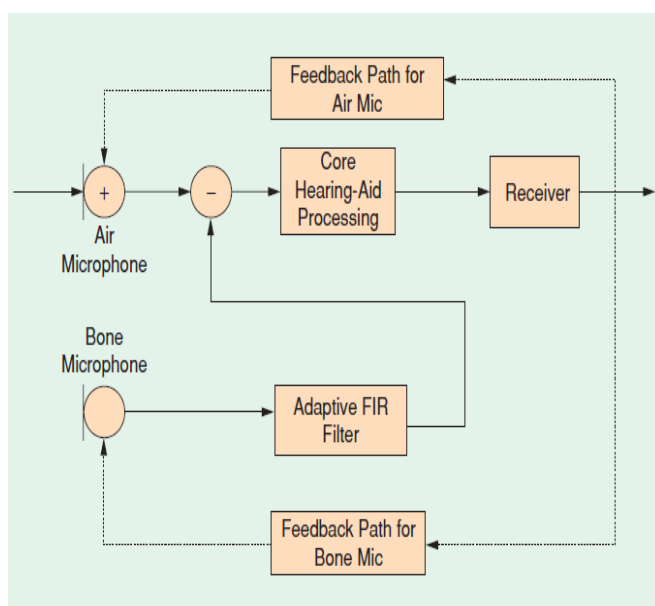 Feedback Path for
Air Mic
+
−
Core
Hearing-Aid
Processing
Receiver
Air
Microphone
Bone
Microphone
Adaptive FIR
Filter
Feedback Path for
Bone Mic